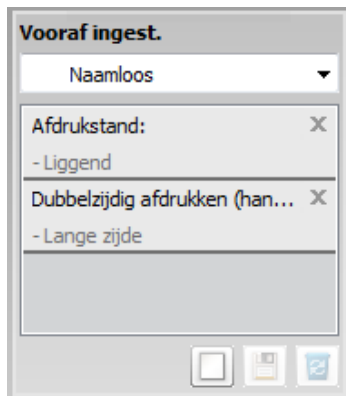 Vooraf ingest.
Naamloos
Afdrukstand:
- Liggend
Dubbelzijdig afdrukken (han...
- Lange zijde